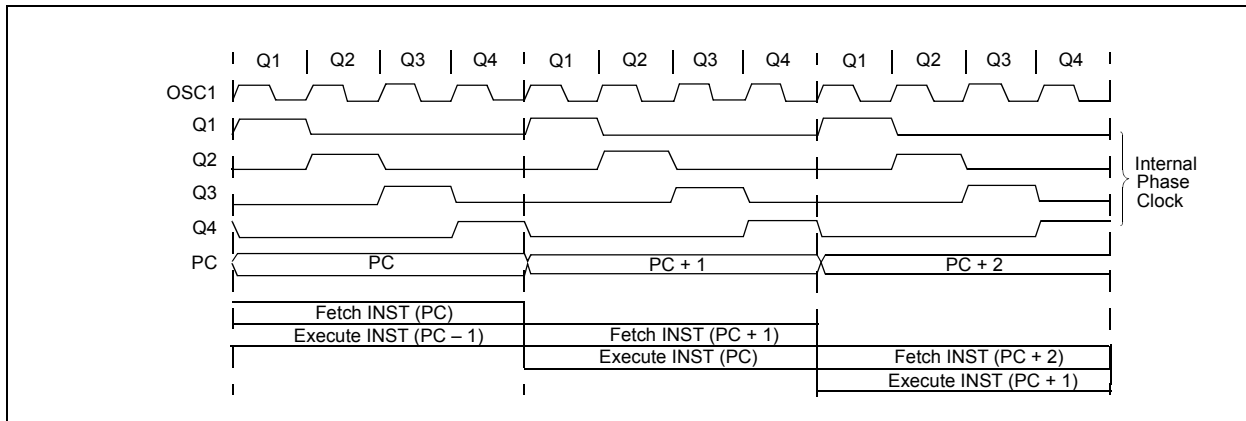 Q1 Q2 Q3 Q4 Q1 Q2 Q3 Q4 Q1 Q2 Q3 Q4
OSC1
Q1
Q2
Q3
Q4
Internal
Phase
Clock
PC PC PC + 1 PC + 2
Fetch INST (PC)
Execute INST (PC – 1) Fetch INST (PC + 1)
Execute INST (PC) Fetch INST (PC + 2)
Execute INST (PC + 1)